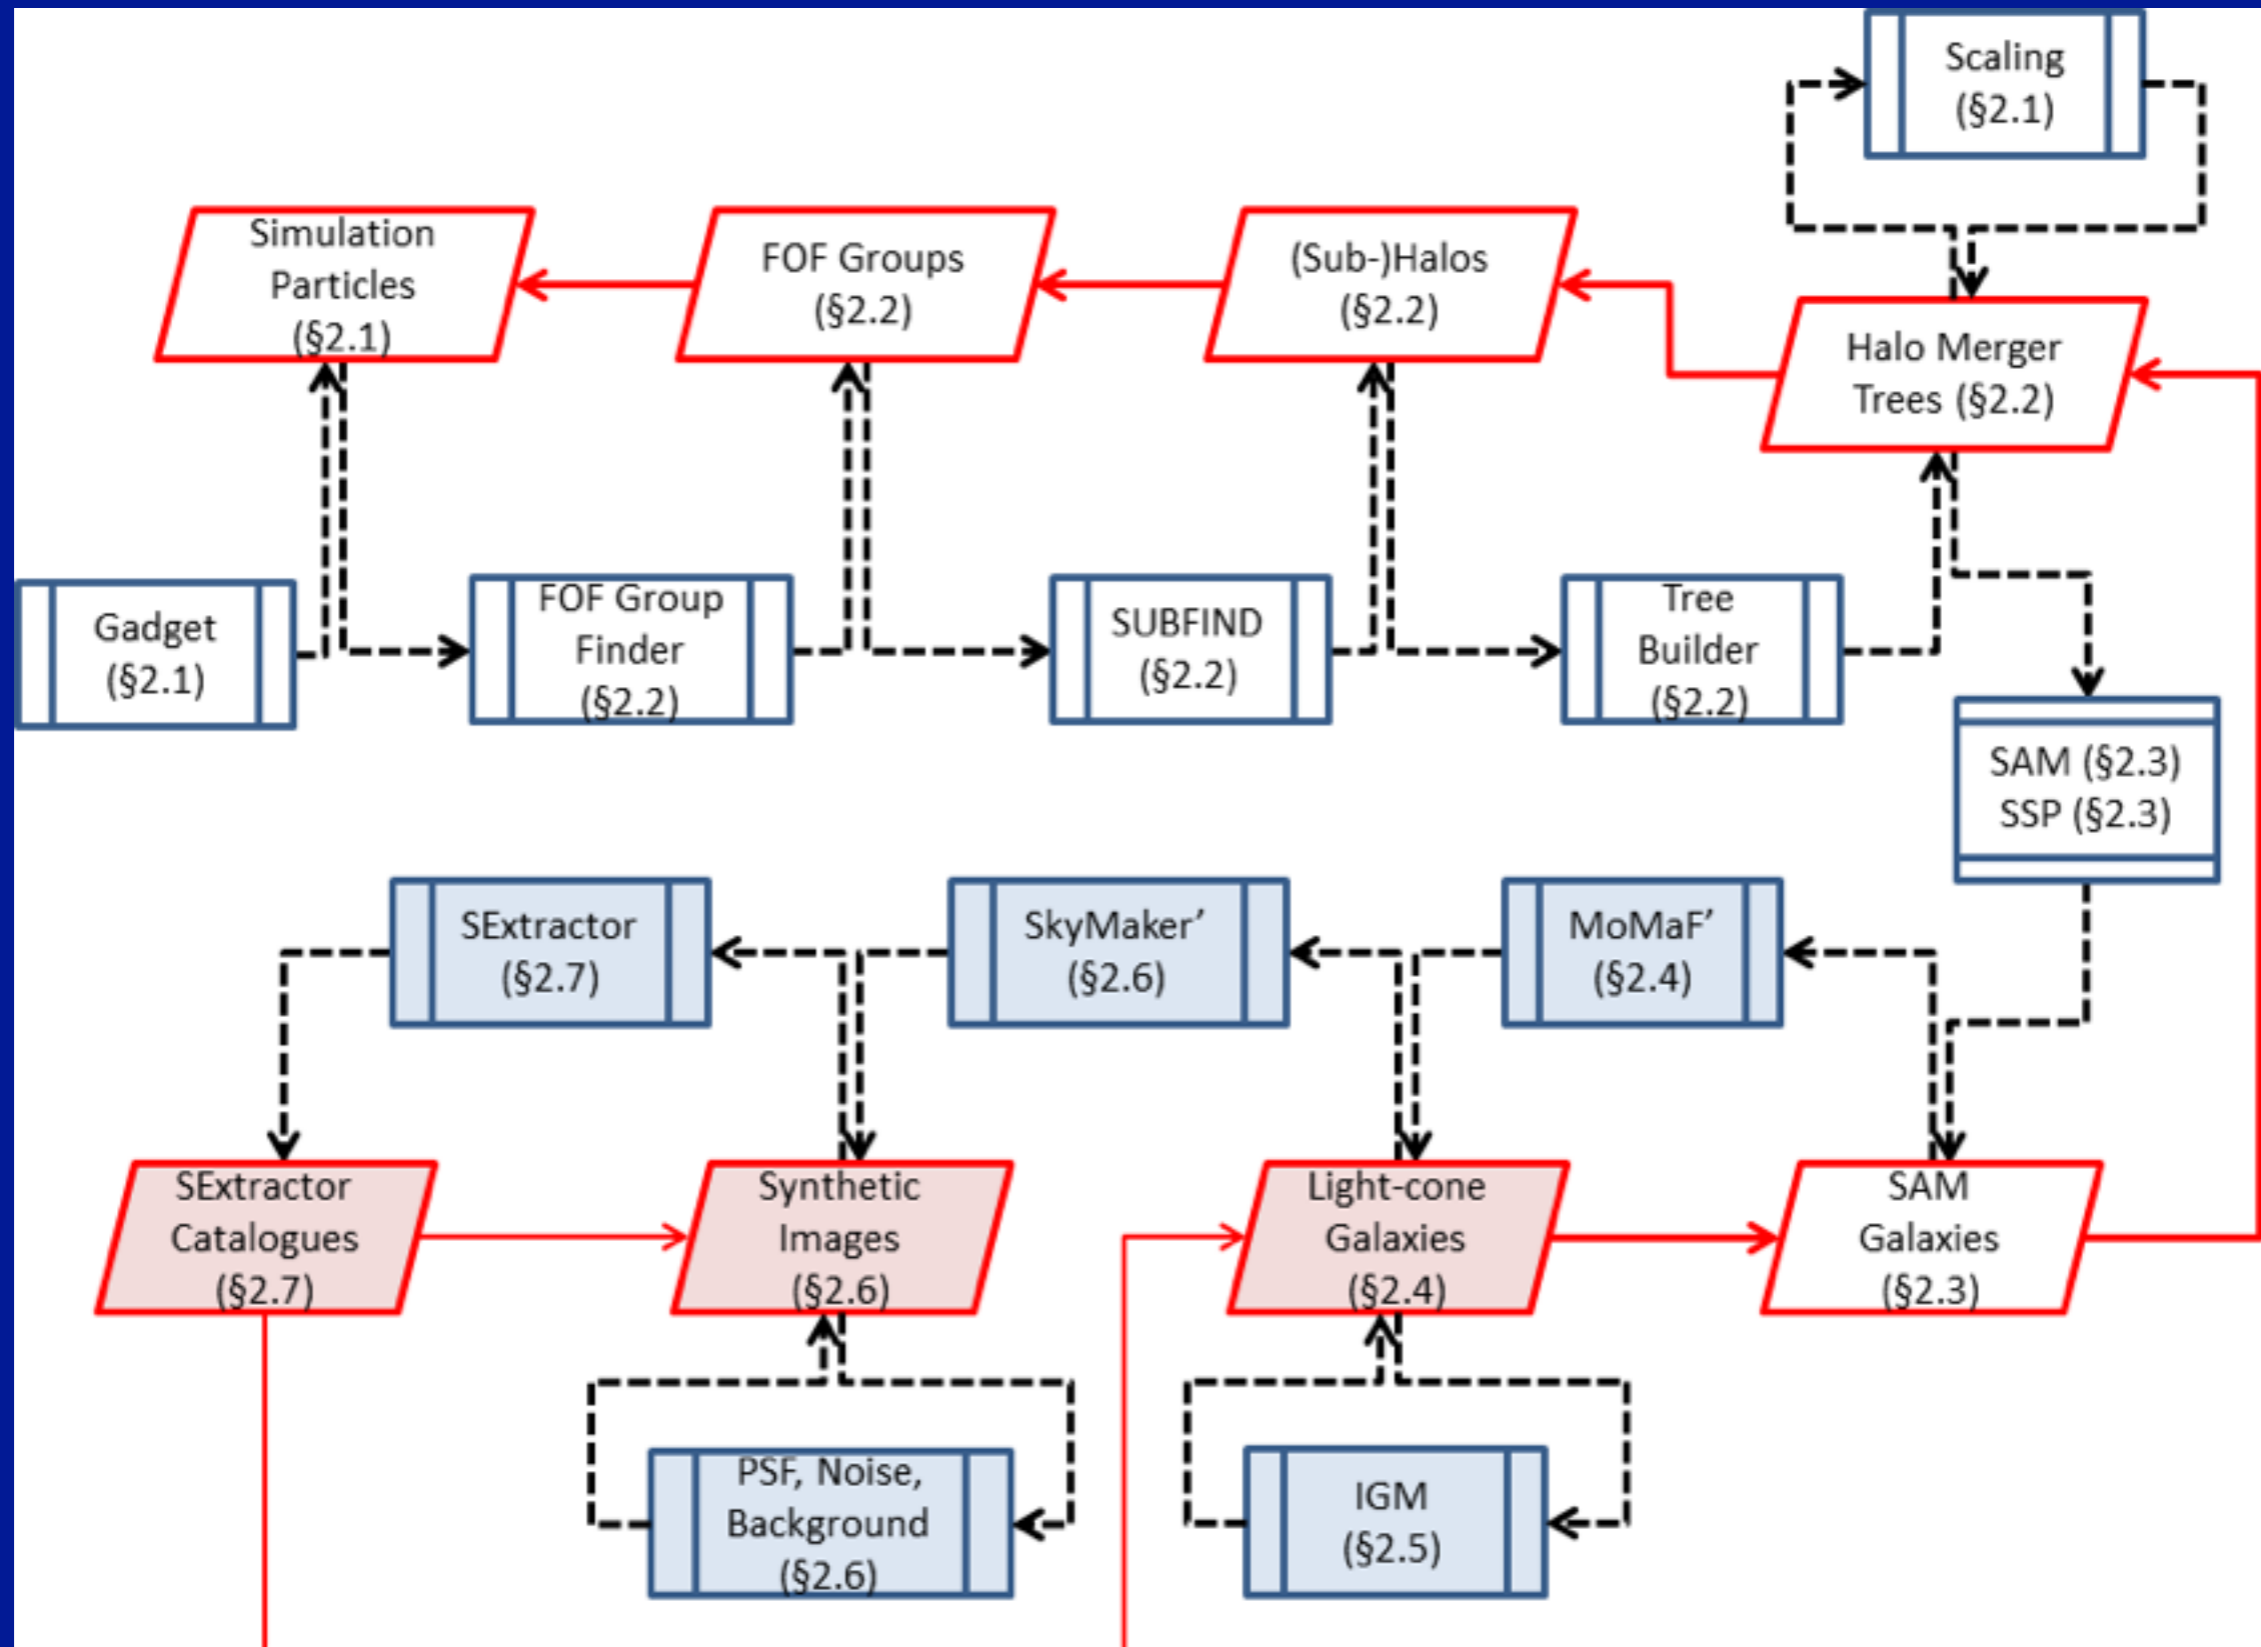 Scaling
(§2.1)
Simulation
Particles
(§2.1)
FOF Groups
(§2.2)
(Sub-)Halos
(§2.2)
Halo Merger
Trees (§2.2)
Gadget
(§2.1)
FOF Group
Finder
(§2.2)
SUBFIND
(§2.2)
Tree
Builder
(§2.2)
SAM (§2.3)
SSP (§2.3)
SExtractor
(§2.7)
SkyMaker’
(§2.6)
MoMaF’
(§2.4)
SExtractor
Catalogues
(§2.7)
Synthetic
Images
(§2.6)
Light-cone
Galaxies
(§2.4)
SAM
Galaxies
(§2.3)
PSF, Noise,
Background
(§2.6)
IGM
(§2.5)